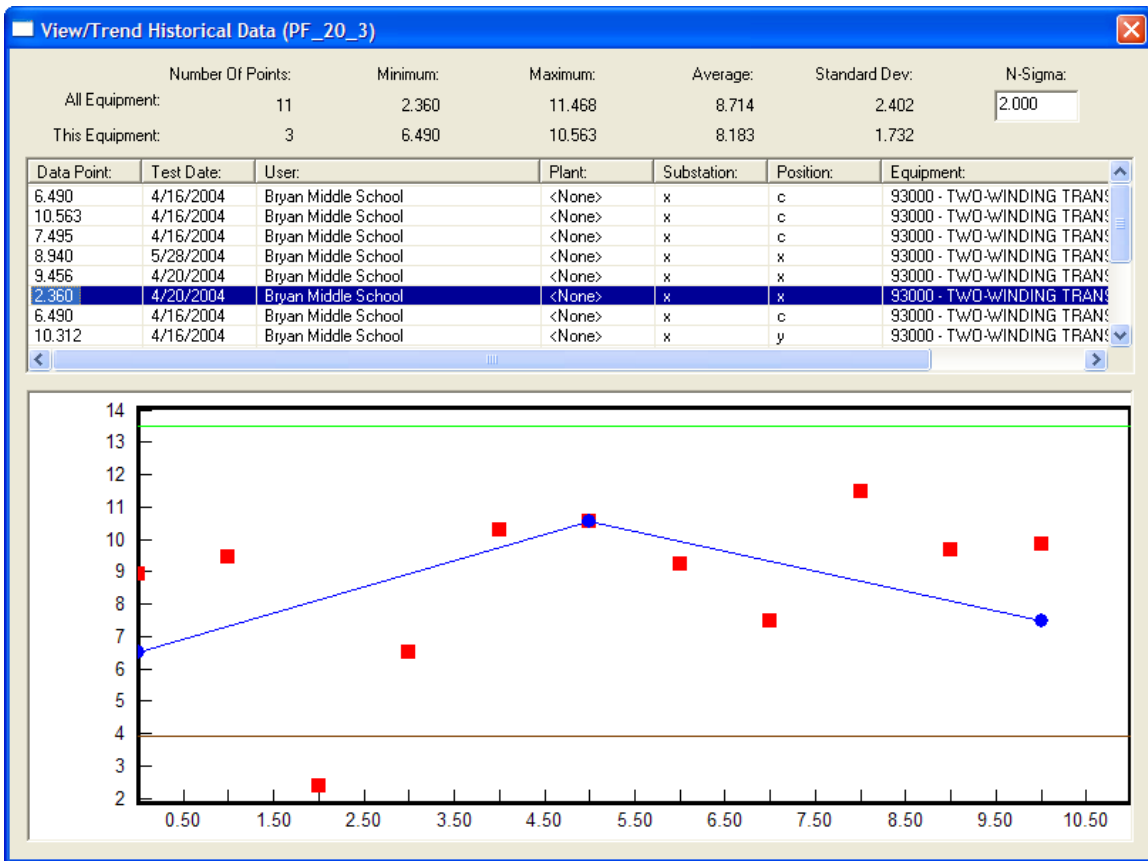 View/Trend Historical Data (PF_20_3)
Number Of Points: Minimum: Maximum: Average: Standard Dev: N-Sigma:
All Equipment: 11 2.360 11.468 8.714 2.402 2.000
This Equipment: 3 6.490 10.563 8.183 1.732
Data Point: Test Date: User: Plant: Substation: Position: Equipment:
6.490 4/16/2004 Bryan Middle School <None> x c 93000 - TWO-WINDING TRANS
10.563 4/16/2004 Bryan Middle School <None> x c 93000 - TWO-WINDING TRANS
7.495 4/16/2004 Bryan Middle School <None> x c 93000 - TWO-WINDING TRANS
8.940 5/28/2004 Bryan Middle School <None> x x 93000 - TWO-WINDING TRANS
9.456 4/20/2004 Bryan Middle School <None> x x 93000 - TWO-WINDING TRANS
2.360 4/20/2004 Bryan Middle School <None> x x 93000 - TWO-WINDING TRANS
6.490 4/16/2004 Bryan Middle School <None> x c 93000 - TWO-WINDING TRANS
10.312 4/16/2004 Bryan Middle School <None> x y 93000 - TWO-WINDING TRANS
14
13
12
11
10
9
8
7
6
5
4
3
2
0.50 1.50 2.50 3.50 4.50 5.50 6.50 7.50 8.50 9.50 10.50